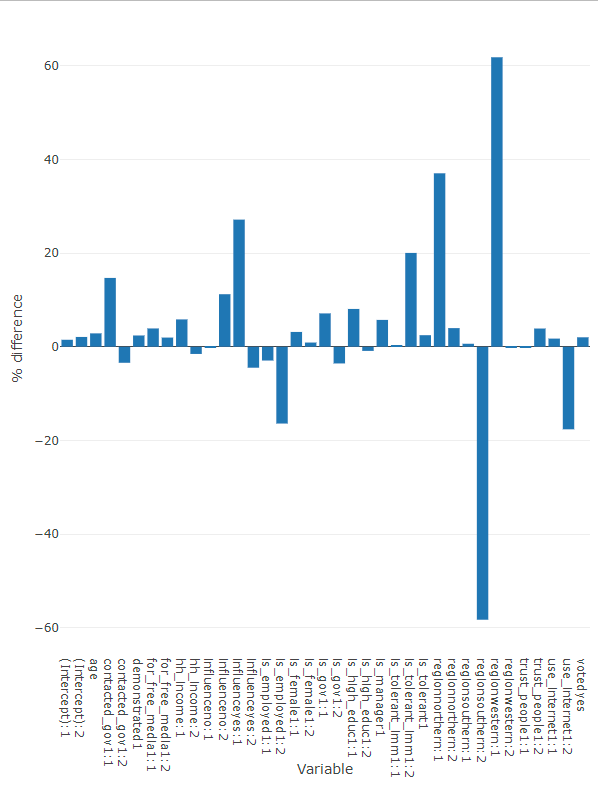 60
40
20
0
−20
−40
−60
% difference
(Intercept):1
(Intercept):2
age
contacted_gov1:1
contacted_gov1:2
demonstrated1
for_free_media1:1
for_free_media1:2
hh_income:1
hh_income:2
influenceno:1
influenceno:2
influenceyes:1
influenceyes:2
is_employed1:1
is_employed1:2
is_female1:1
is_female1:2
is_gov1:1
is_gov1:2
is_high_educ1:1
is_high_educ1:2
is_manager1
is_tolerant_imm1:1
is_tolerant_imm1:2
is_tolerant1
regionnorthern:1
regionnorthern:2
regionsouthern:1
regionsouthern:2
regionwestern:1
regionwestern:2
trust_people1:1
trust_people1:2
use_internet1:1
use_internet1:2
votedyes
Variable